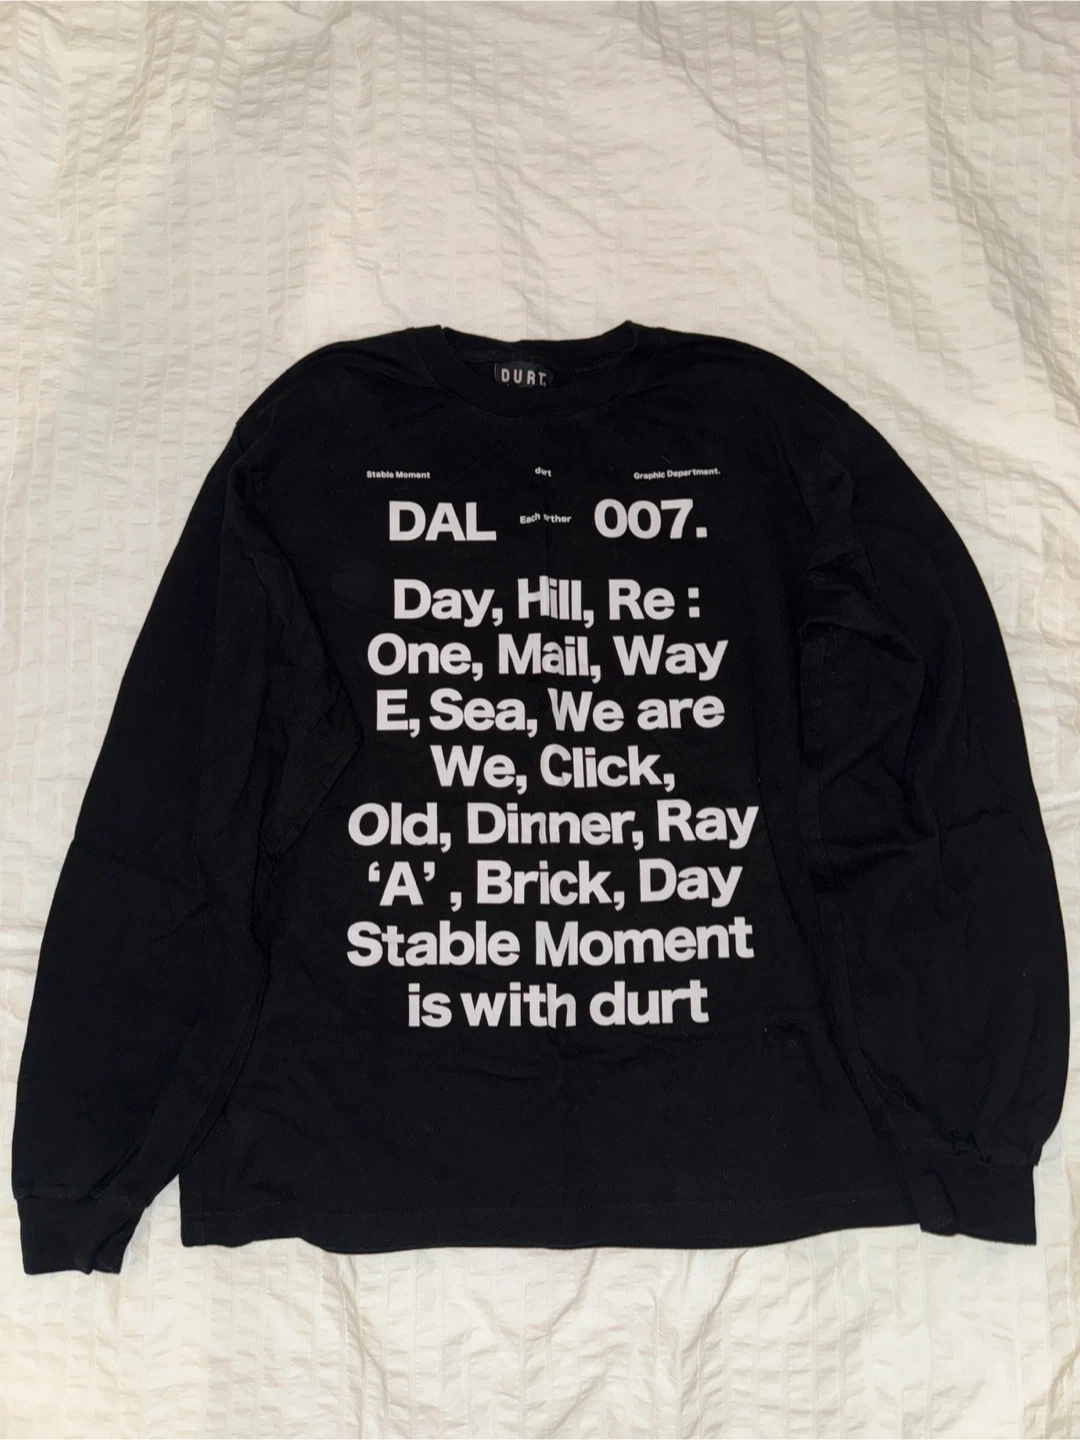 DURT
Stable Moment durt Graphic Department.
DAL 007.
Each
Day, Hill, Re :
One, Mail, Way
E, Sea, We are
We, Click,
Old, Dinner, Ray
‘A’ , Brick, Day
Stable Moment
is with durt